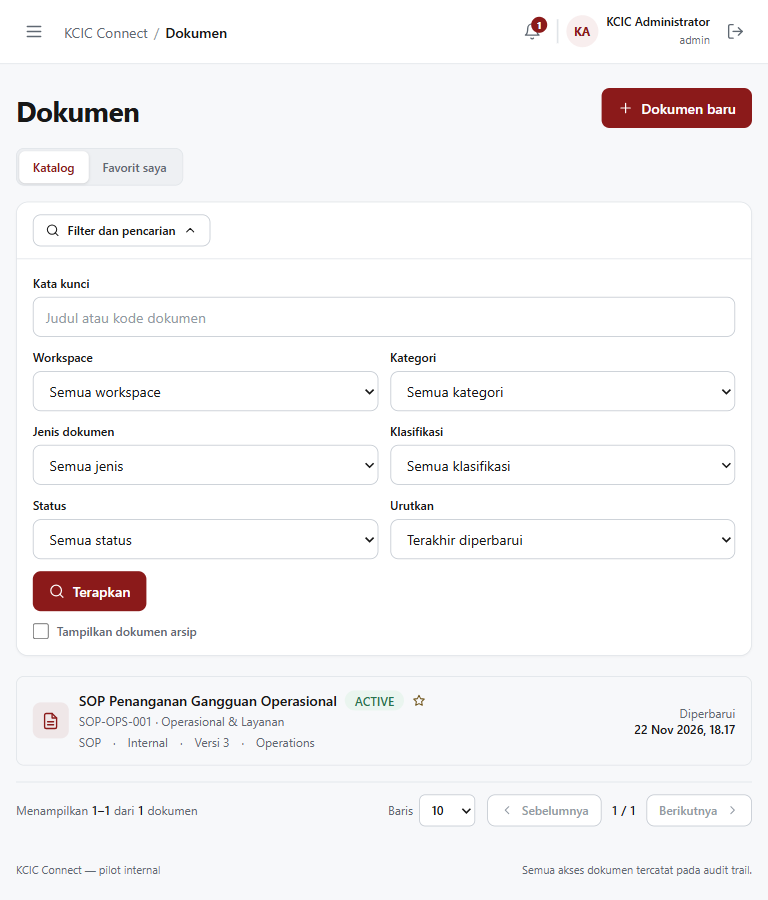 KCIC Connect / Dokumen
1
KA
KCIC Administrator
admin
Dokumen
+ Dokumen baru
Katalog
Favorit saya
Filter dan pencarian
Kata kunci
Judul atau kode dokumen
Workspace
Kategori
Semua workspace
Semua kategori
Jenis dokumen
Klasifikasi
Semua jenis
Semua klasifikasi
Status
Urutkan
Semua status
Terakhir diperbarui
Terapkan
Tampilkan dokumen arsip
SOP Penanganan Gangguan Operasional ACTIVE
SOP-OPS-001 · Operasional & Layanan
SOP · Internal · Versi 3 · Operations
Diperbarui
22 Nov 2026, 18.17
Menampilkan 1–1 dari 1 dokumen
Baris 10
Sebelumnya
1 / 1
Berikutnya
KCIC Connect — pilot internal
Semua akses dokumen tercatat pada audit trail.